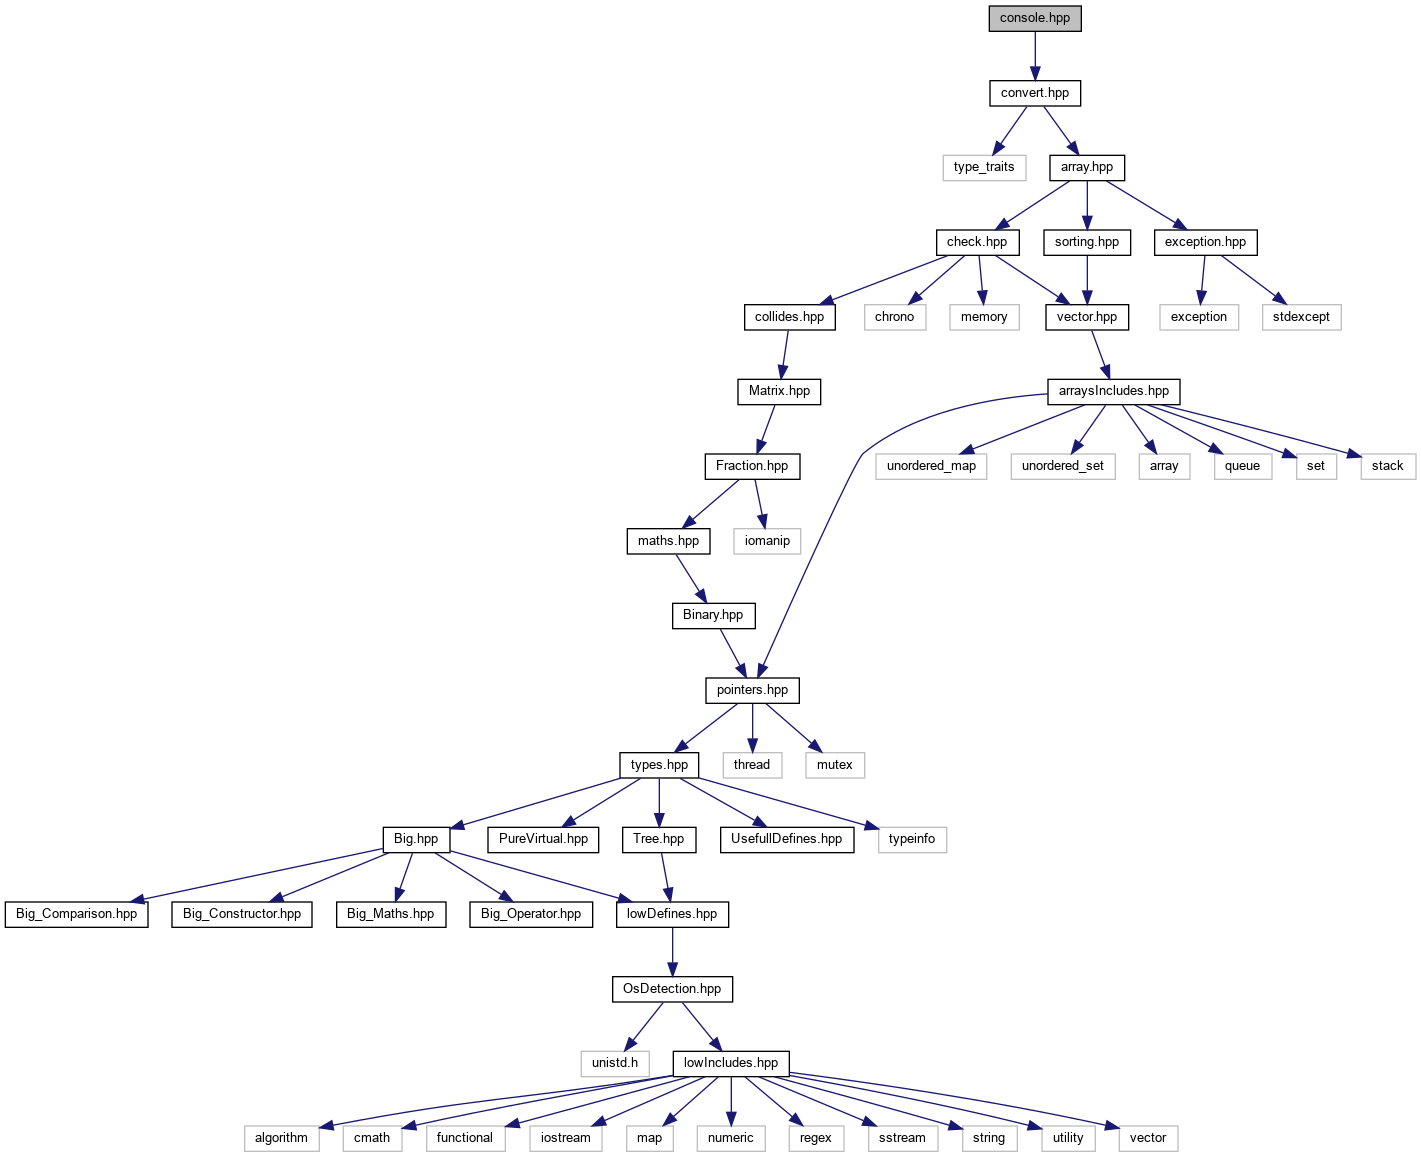 console.hpp
convert.hpp
type_traits
array.hpp
check.hpp
sorting.hpp
exception.hpp
collides.hpp
chrono
memory
vector.hpp
exception
stdexcept
Matrix.hpp
arraysIncludes.hpp
Fraction.hpp
unordered_map
unordered_set
array
queue
set
stack
maths.hpp
iomanip
Binary.hpp
pointers.hpp
types.hpp
thread
mutex
Big.hpp
PureVirtual.hpp
Tree.hpp
UsefullDefines.hpp
typeinfo
Big_Comparison.hpp
Big_Constructor.hpp
Big_Maths.hpp
Big_Operator.hpp
lowDefines.hpp
OsDetection.hpp
unistd.h
lowIncludes.hpp
algorithm
cmath
functional
iostream
map
numeric
regex
sstream
string
utility
vector